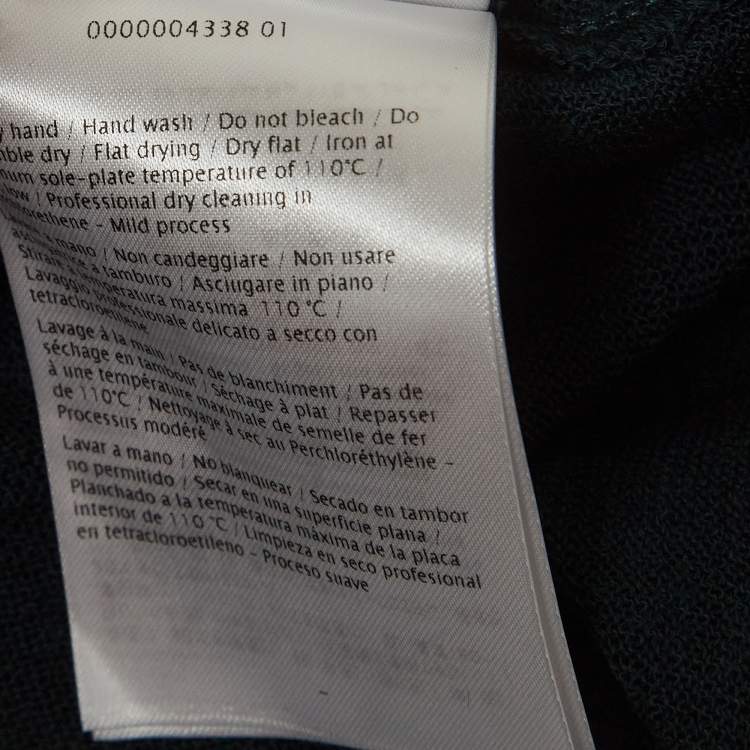 0000004338 01
hand / Hand wash / Do not bleach / Do
dry / Flat drying / Dry flat / Iron at
sole-plate temperature of 110°C /
Professional dry cleaning in
- Mild process
a mano / Non candeggiare / Non usare
a tamburo / Asciugare in piano /
temperatura massima 110 °C /
Lavaggio professionale delicato a secco con
tetracloroetilene
Lavage à la main / Pas de blanchiment / Pas de
séchage en tambour / Séchage à plat / Repasser
à une température maximale de semelle de fer
de 110°C / Nettoyage à sec au Perchloréthylène -
Processus modéré
Lavar a mano / No blanquear / Secado en tambor
no permitido / Secar en una superficie plana /
Planchado a la temperatura máxima de la placa
interior de 110 °C / Limpieza en seco profesional
en tetracloroetileno - Proceso suave